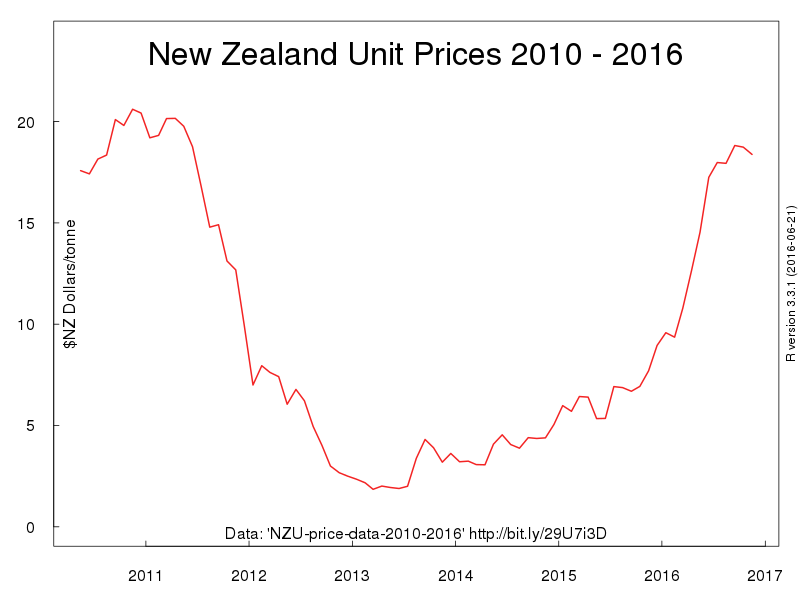 New Zealand Unit Prices 2010 - 2016
20
15
10
5
0
$NZ Dollars/tonne
R version 3.3.1 (2016-06-21)
Data: 'NZU-price-data-2010-2016' http://bit.ly/29U7i3D
2011 2012 2013 2014 2015 2016 2017